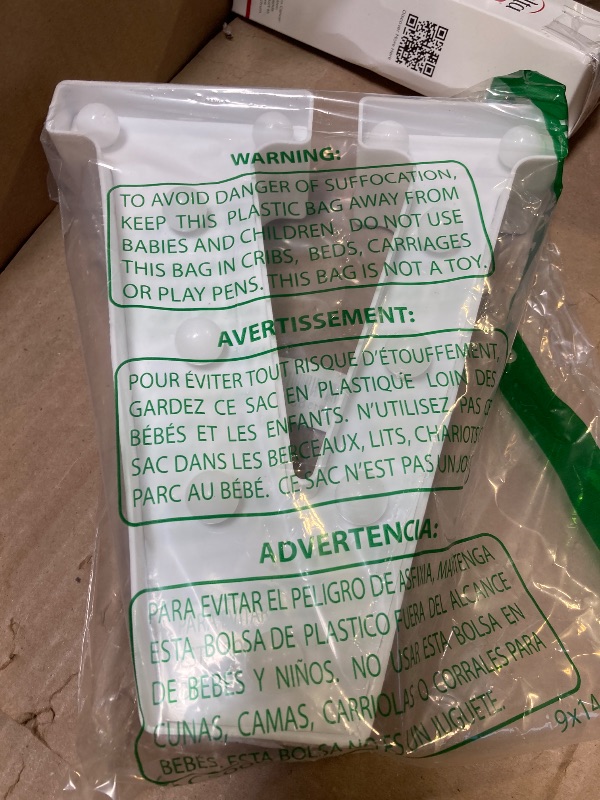 WARNING:
TO AVOID DANGER OF SUFFOCATION,
KEEP THIS PLASTIC BAG AWAY FROM
BABIES AND CHILDREN. DO NOT USE
THIS BAG IN CRIBS, BEDS, CARRIAGES
OR PLAY PENS. THIS BAG IS NOT A TOY.
AVERTISSEMENT:
POUR ÉVITER TOUT RISQUE D'ÉTOUFFEMENT,
GARDEZ CE SAC EN PLASTIQUE LOIN DES
BÉBÉS ET LES ENFANTS. N'UTILISEZ PAS
SAC DANS LES BERCEAUX, LITS, CHARIOTS
PARC AU BÉBÉ. CE SAC N'EST PAS UN
ADVERTENCIA:
PARA EVITAR EL PELIGRO DE ASFIXIA, MANTENGA
ESTA BOLSA DE PLASTICO FUERA DEL ALCANCE
DE BEBÉS Y NIÑOS. NO USAR ESTA BOLSA EN
CUNAS, CAMAS, CARRIOLAS O CORRALES PARA
BEBES. ESTA BOLSA NO ES UN JUGUETE.
9x14